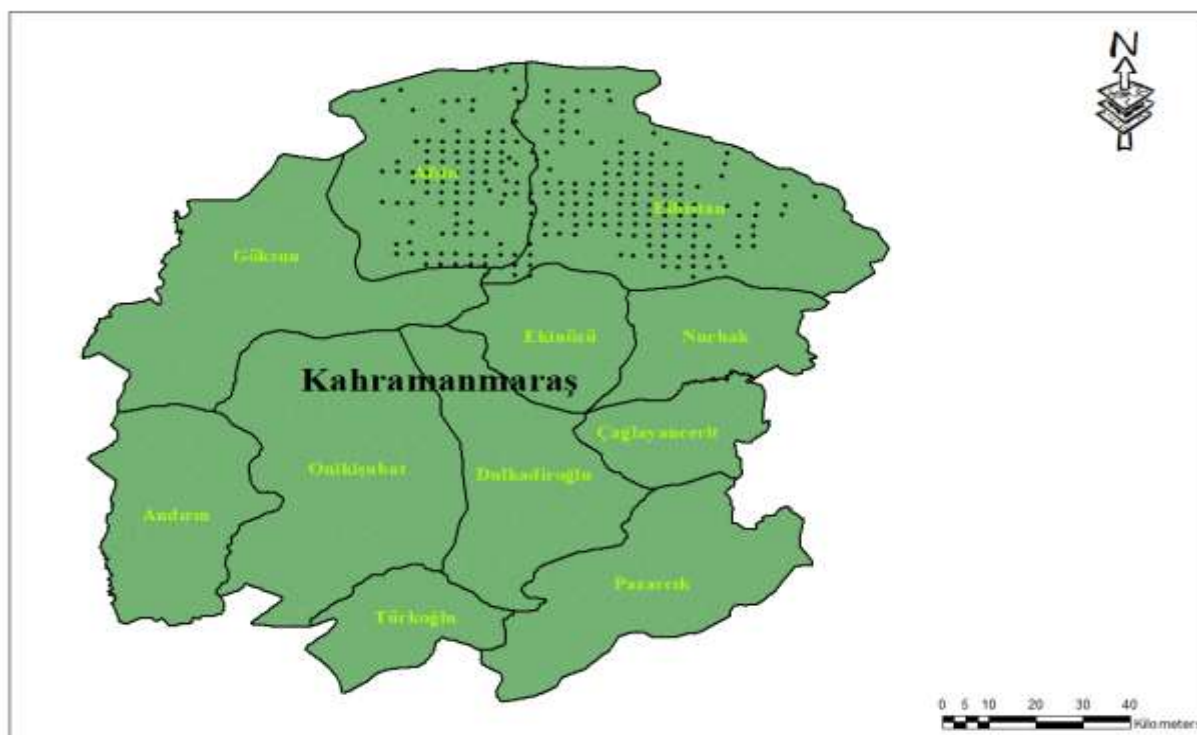 N
Afşin
Elbistan
Göksun
Ekinözü
Nurhak
Kahramanmaraş
Çağlayancerit
Onikişubat
Dulkadiroğlu
Andırın
Pazarcık
Türkoğlu
0 5 10 20 30 40
Kilometers